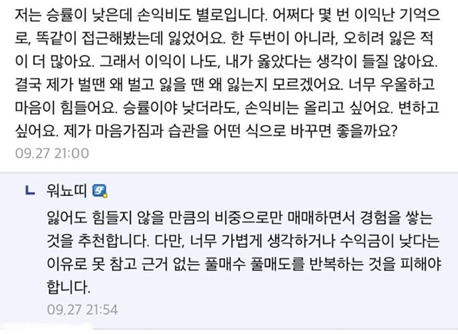 저는 승률이 낮은데 손익비도 별로입니다. 어쩌다 몇 번 이익난 기억으
로, 똑같이 접근해봤는데 잃었어요. 한 두번이 아니라, 오히려 잃은 적
이 더 많아요. 그래서 이익이 나도, 내가 옳았다는 생각이 들질 않아요.
결국 제가 벌땐 왜 벌고 잃을 땐 왜 잃는지 모르겠어요. 너무 우울하고
마음이 힘들어요. 승률이야 낮더라도, 손익비는 올리고 싶어요. 변하고
싶어요. 제가 마음가짐과 습관을 어떤 식으로 바꾸면 좋을까요?
09.27 21:00
워뇨띠
잃어도 힘들지 않을 만큼의 비중으로만 매매하면서 경험을 쌓는
것을 추천합니다. 다만, 너무 가볍게 생각하거나 수익금이 낮다는
이유로 못 참고 근거 없는 풀매수 풀매도를 반복하는 것을 피해야
합니다.
09.27 21:54